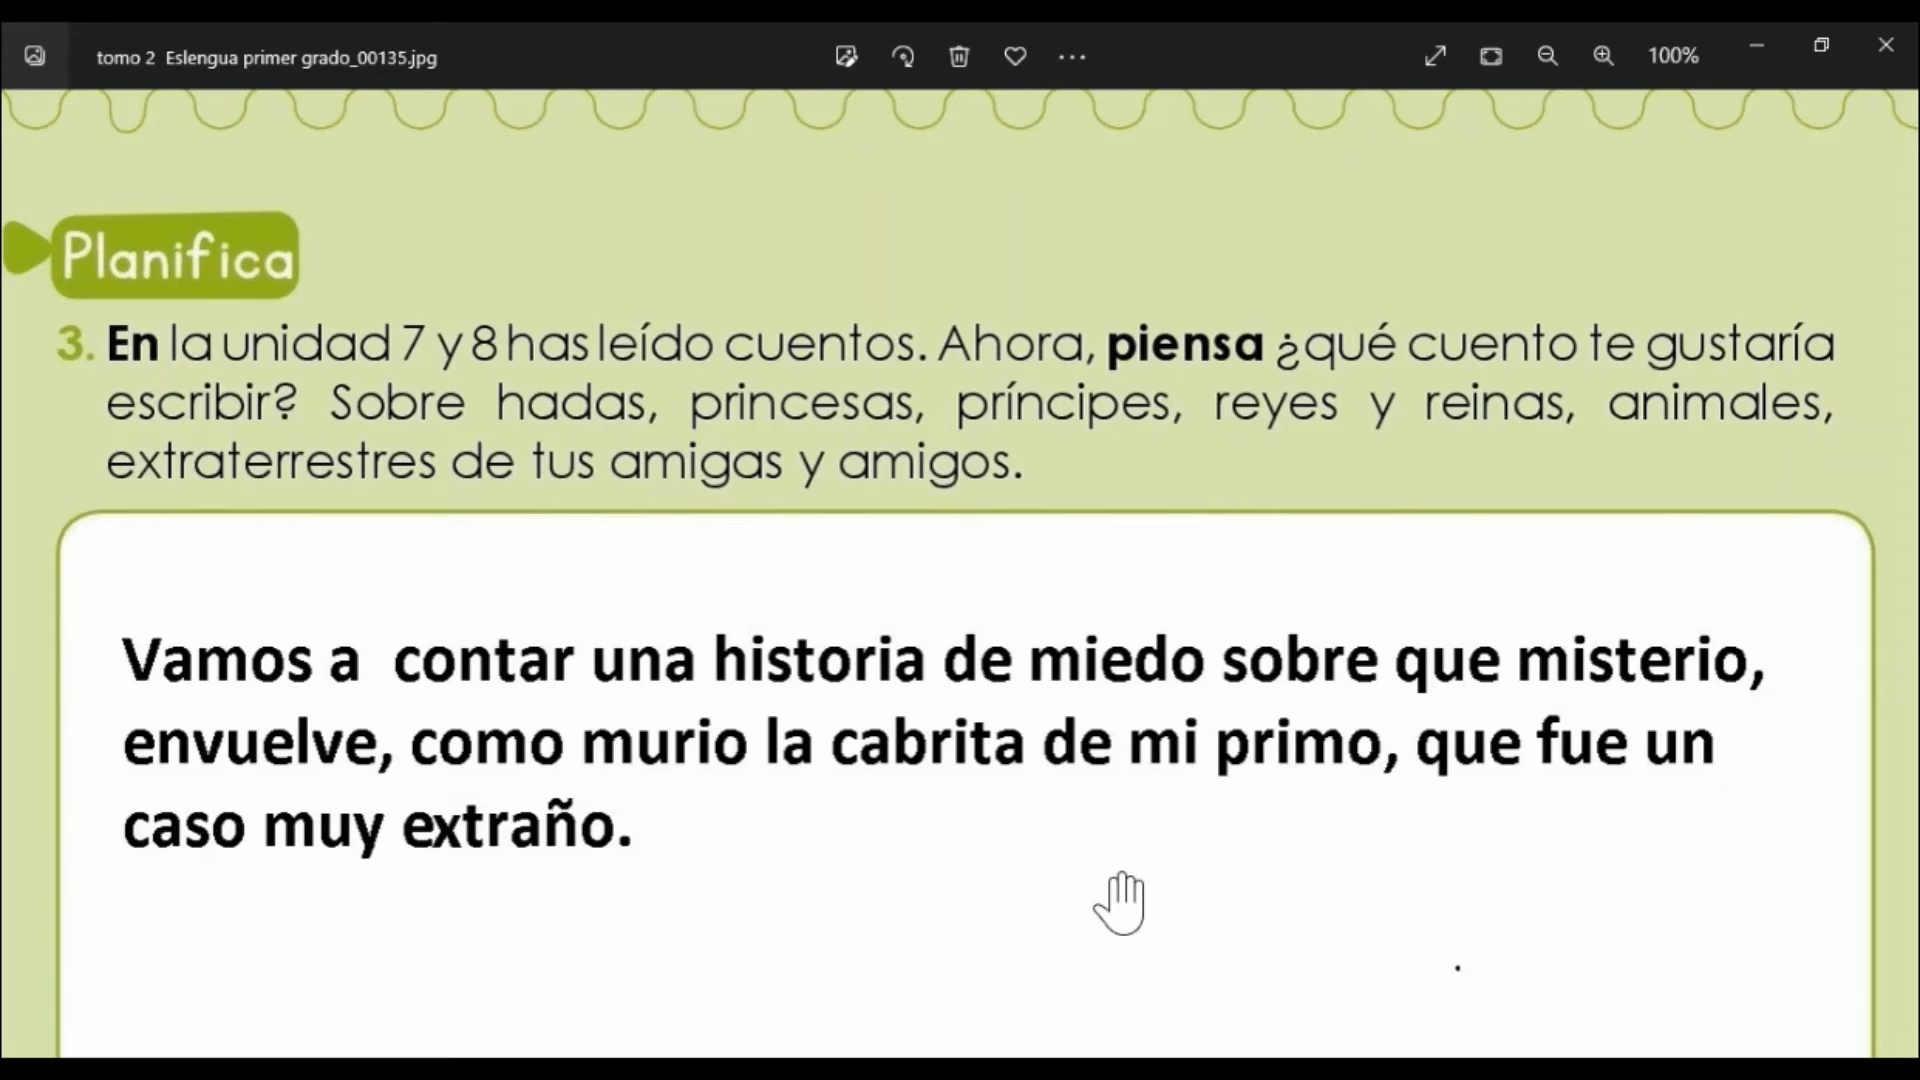 tomo 2 Eslengua primer grado_00135.jpg
100%
Planifica
3. En la unidad 7 y 8 has leído cuentos. Ahora, piensa ¿qué cuento te gustaría
escribir? Sobre hadas, princesas, príncipes, reyes y reinas, animales,
extraterrestres de tus amigas y amigos.
Vamos a contar una historia de miedo sobre que misterio,
envuelve, como murio la cabrita de mi primo, que fue un
caso muy extraño.